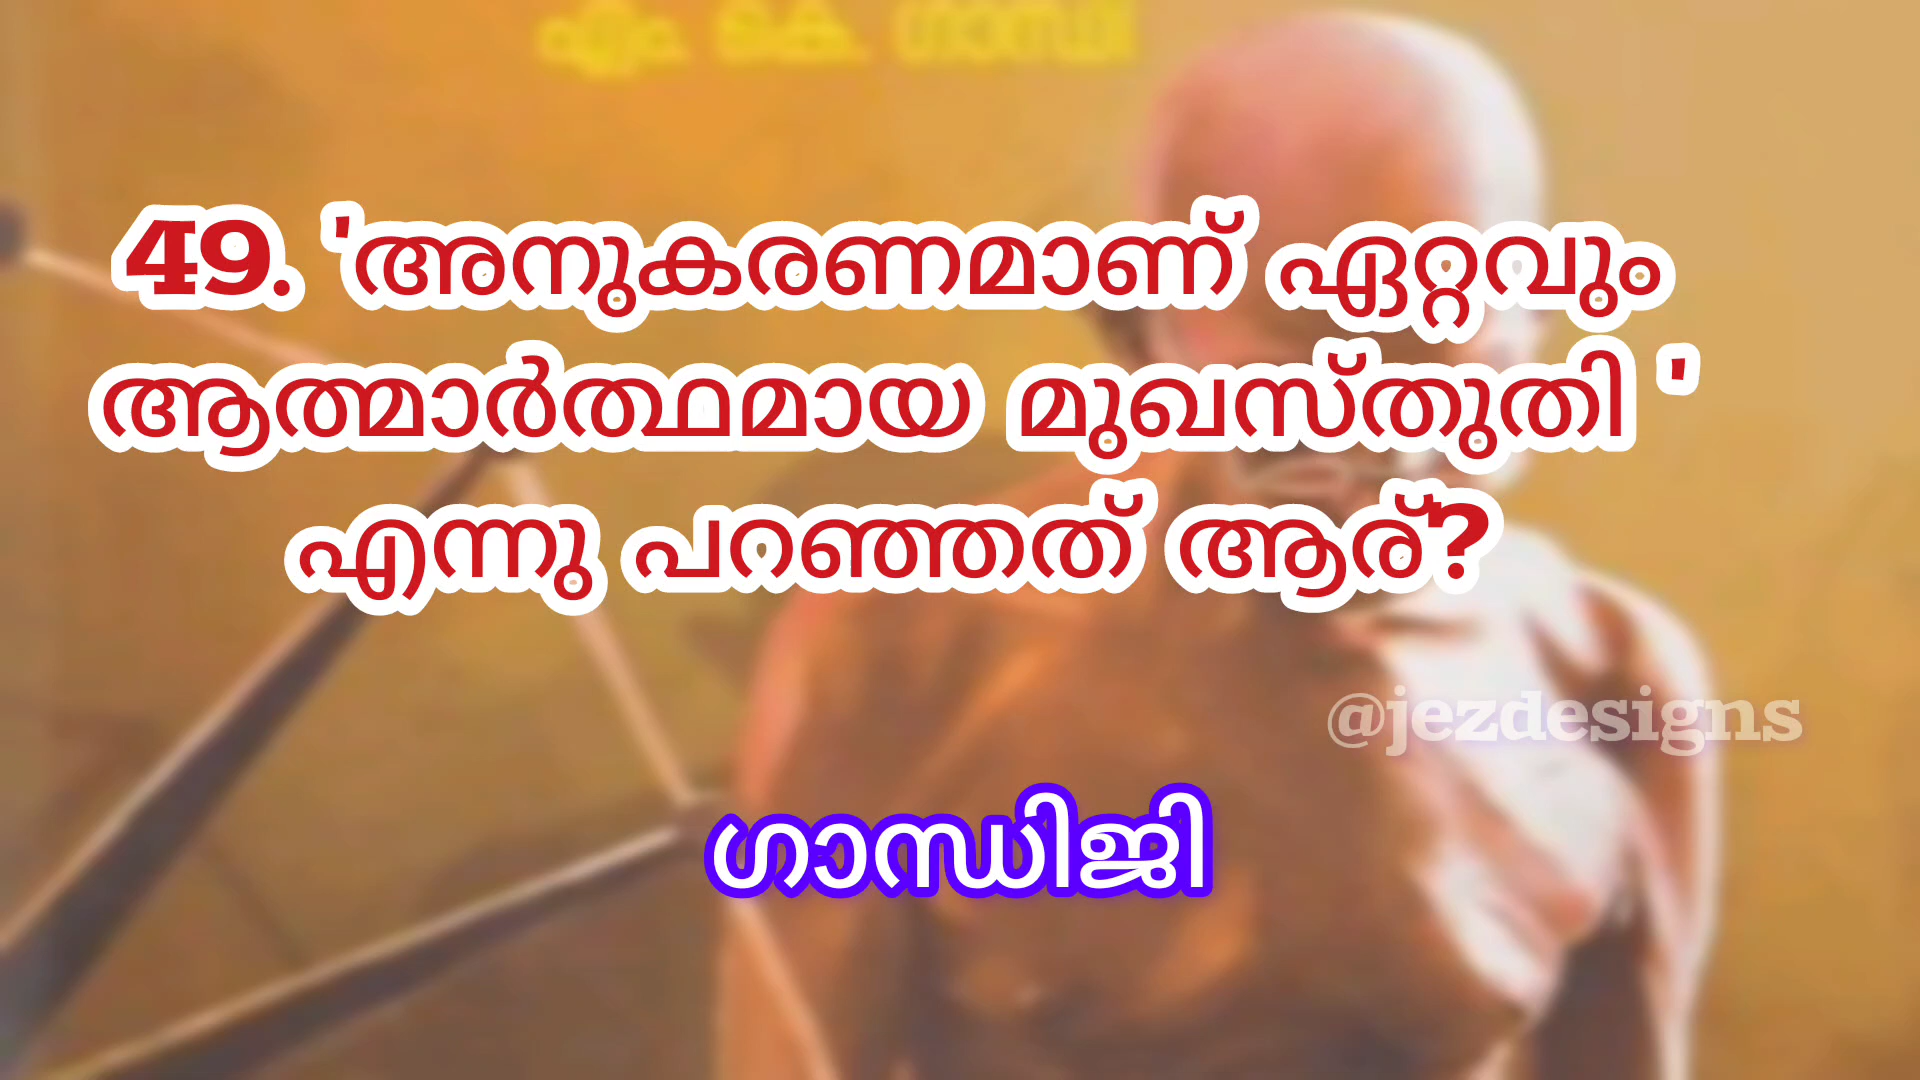 എം. കെ. ഗാന്ധി
49. 'അനുകരണമാണ് ഏറ്റവും
ആത്മാർത്ഥമായ മുഖസ്തുതി '
എന്നു പറഞ്ഞത് ആര്?
@jezdesigns
ഗാന്ധിജി